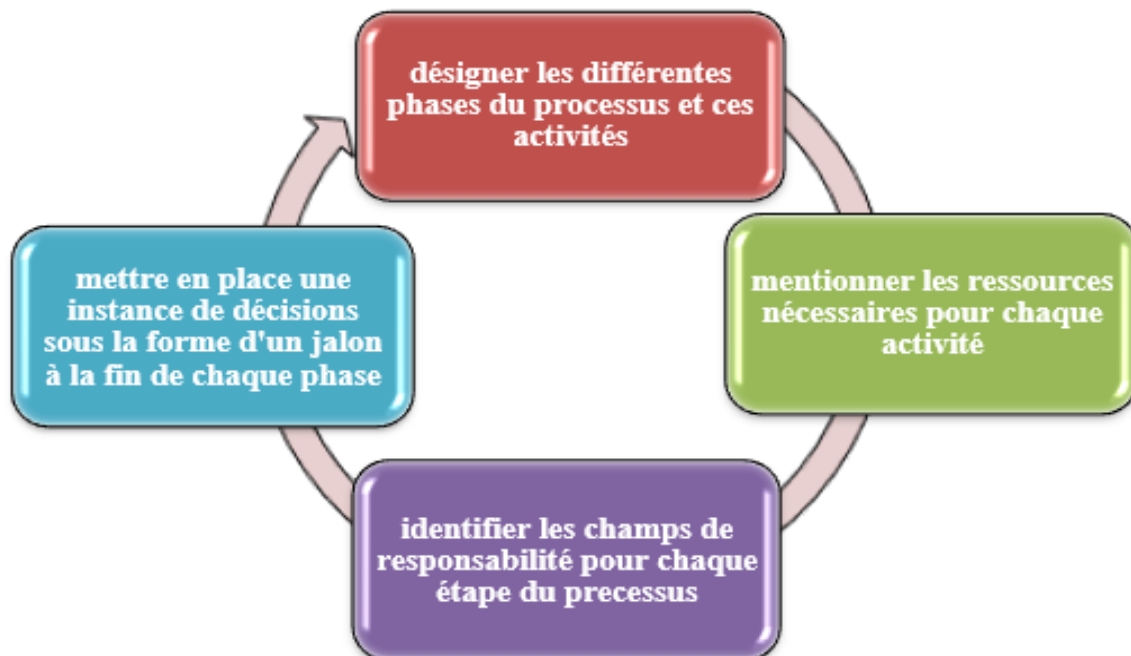 désigner les différentes
phases du processus et ces
activités
mentionner les ressources
nécessaires pour chaque
activité
identifier les champs de
responsabilité pour chaque
étape du precessus
mettre en place une
instance de décisions
sous la forme d'un jalon
à la fin de chaque phase